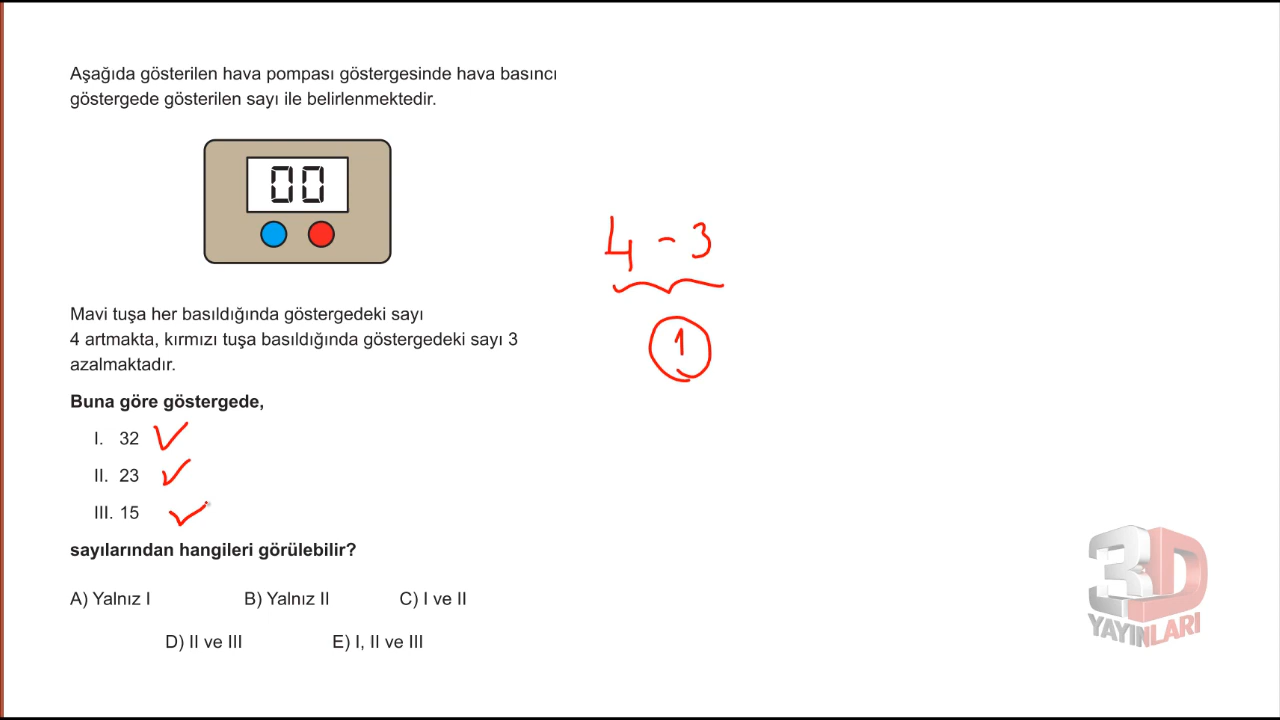 Aşağıda gösterilen hava pompası göstergesinde hava basıncı
göstergede gösterilen sayı ile belirlenmektedir.
00
4 - 3
1
Mavi tuşa her basıldığında göstergedeki sayı
4 artmakta, kırmızı tuşa basıldığında göstergedeki sayı 3
azalmaktadır.
Buna göre göstergede,
I. 32
II. 23
III. 15
sayılarından hangileri görülebilir?
A) Yalnız I B) Yalnız II C) I ve II
D) II ve III E) I, II ve III
3D
YAYINLARI